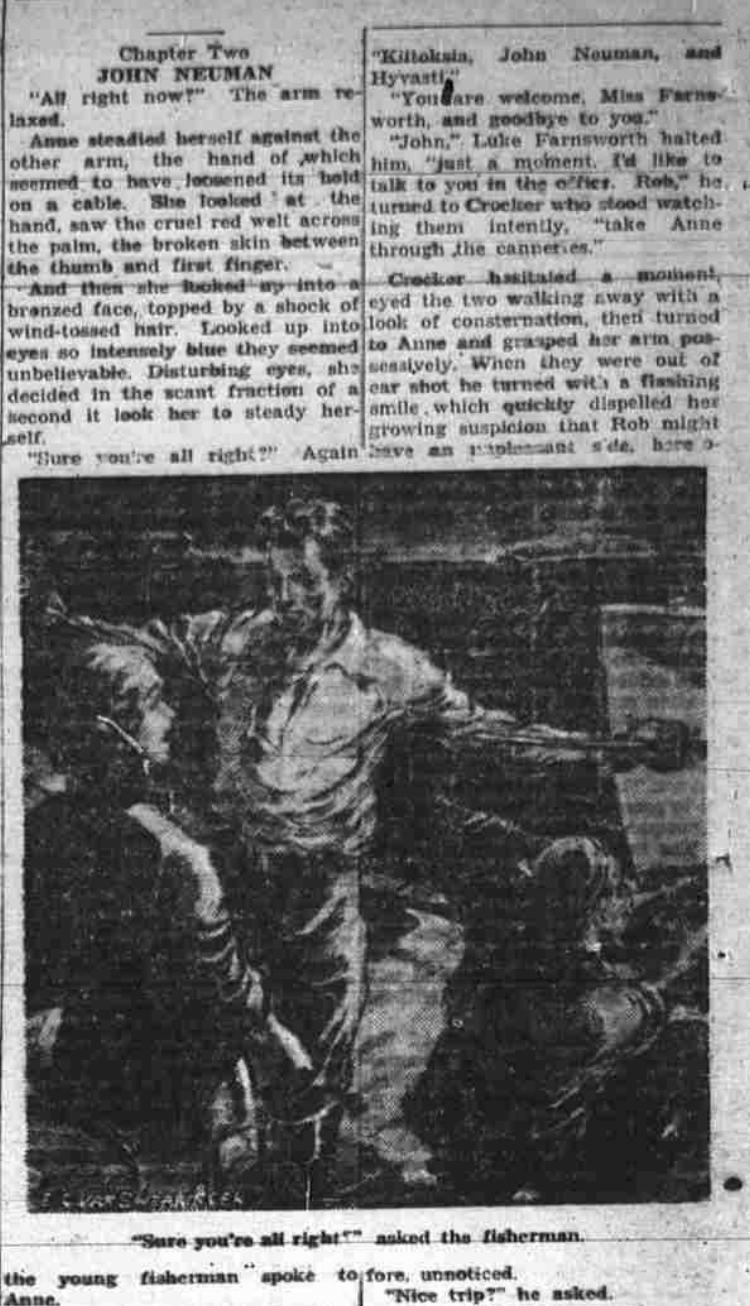 Chapter Two
JOHN NEUMAN
"All right now?" The arm re-
laxed.
Anne steadied herself against the
other arm, the hand of which
seemed to have loosened its hold
on a cable. She looked at the
hand, saw the cruel red welt across
the palm, the broken skin between
the thumb and first finger.
And then she looked up into a
bronzed face, topped by a shock of
wind-tossed hair. Looked up into
eyes so intensely blue they seemed
unbelievable. Disturbing eyes, she
decided in the scant fraction of a
second it look her to steady her-
self.
"Sure you're all right?" Again
the young fisherman spoke to
Anne.
"Kiitoksia, John Neuman, and
Hyvasti."
"You are welcome, Miss Farns-
worth, and goodbye to you."
"John," Luke Farnsworth halted
him, "just a moment. I'd like to
talk to you in the office. Rob," he
turned to Crocker who stood watch-
ing them intently, "take Anne
through the canneries."
Crocker hasitated a moment,
eyed the two walking away with a
look of consternation, then turned
to Anne and grasped her arm pos-
sessively. When they were out of
ear shot he turned with a flashing
smile which quickly dispelled her
growing suspicion that Rob might
have an unpleasant side, hereto-
fore, unnoticed.
"Nice trip?" he asked.
"Sure you're all right?" asked the fisherman.